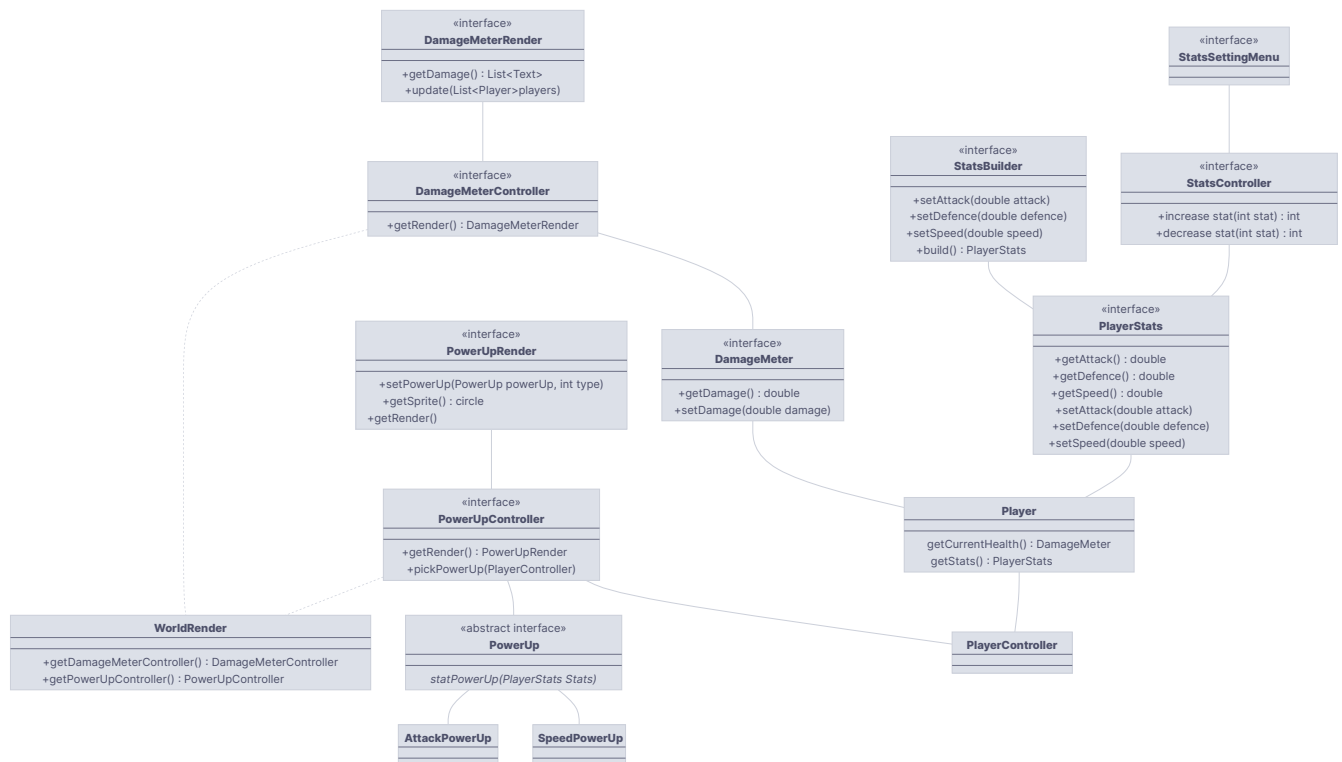 «interface»
DamageMeterRender
+getDamage() : List<Text>
+update(List<Player>players)
«interface»
StatsSettingMenu
«interface»
StatsBuilder
+setAttack(double attack)
+setDefence(double defence)
+setSpeed(double speed)
+build() : PlayerStats
«interface»
StatsController
+increase stat(int stat) : int
+decrease stat(int stat) : int
«interface»
DamageMeterController
+getRender() : DamageMeterRender
«interface»
PlayerStats
+getAttack() : double
+getDefence() : double
+getSpeed() : double
+setAttack(double attack)
+setDefence(double defence)
+setSpeed(double speed)
«interface»
PowerUpRender
+setPowerUp(PowerUp powerUp, int type)
+getSprite() : circle
+getRender()
«interface»
DamageMeter
+getDamage() : double
+setDamage(double damage)
«interface»
PowerUpController
+getRender() : PowerUpRender
+pickPowerUp(PlayerController)
Player
getCurrentHealth() : DamageMeter
getStats() : PlayerStats
WorldRender
+getDamageMeterController() : DamageMeterController
+getPowerUpController() : PowerUpController
«abstract interface»
PowerUp
statPowerUp(PlayerStats Stats)
PlayerController
AttackPowerUp
SpeedPowerUp